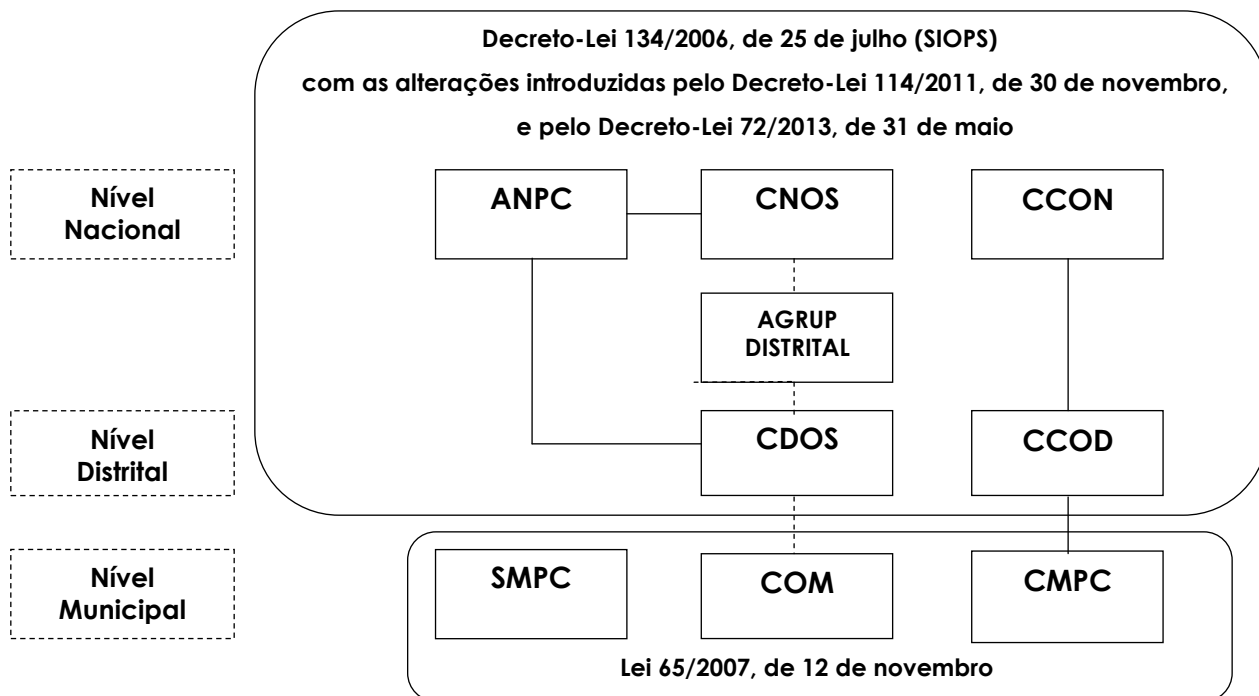 Decreto-Lei 134/2006, de 25 de julho (SIOPS)
com as alterações introduzidas pelo Decreto-Lei 114/2011, de 30 de novembro,
e pelo Decreto-Lei 72/2013, de 31 de maio
Nível
Nacional
ANPC
CNOS
CCON
AGRUP
DISTRITAL
Nível
Distrital
CDOS
CCOD
Nível
Municipal
SMPC
COM
CMPC
Lei 65/2007, de 12 de novembro